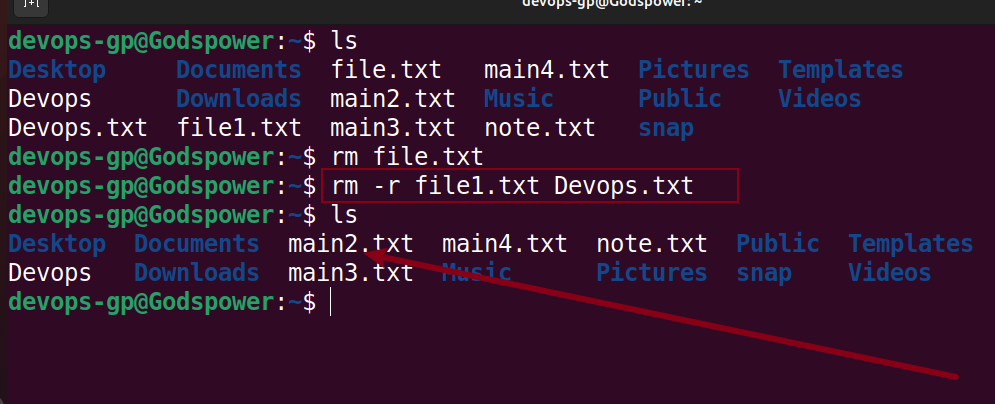 devops-gp@Godspower: ~
devops-gp@Godspower:~$ ls
Desktop Documents file.txt main4.txt Pictures Templates
Devops Downloads main2.txt Music Public Videos
Devops.txt file1.txt main3.txt note.txt snap
devops-gp@Godspower:~$ rm file.txt
devops-gp@Godspower:~$ rm -r file1.txt Devops.txt
devops-gp@Godspower:~$ ls
Desktop Documents main2.txt main4.txt note.txt Public Templates
Devops Downloads main3.txt Music Pictures snap Videos
devops-gp@Godspower:~$